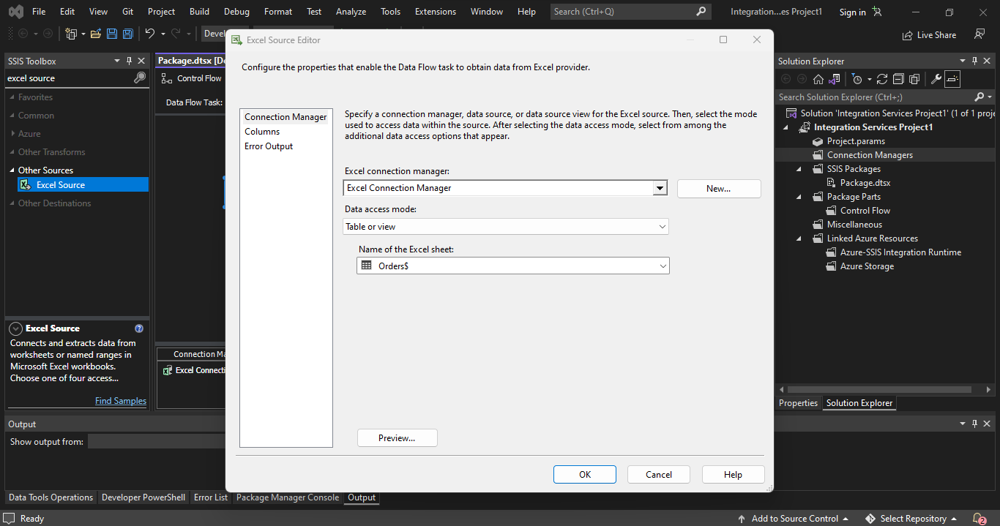 File Edit View Git Project Build Debug Format Test Analyze Tools Extensions Window Help Search (Ctrl+Q) Integration...es Project1 Sign in
Live Share
SSIS Toolbox
excel source
Favorites
Common
Azure
Other Transforms
Other Sources
Excel Source
Other Destinations
Excel Source
Connects and extracts data from
worksheets or named ranges in
Microsoft Excel workbooks.
Choose one of four access...
Find Samples
Package.dtsx
Control Flow
Data Flow Task:
Excel Source Editor
Configure the properties that enable the Data Flow task to obtain data from Excel provider.
Connection Manager
Columns
Error Output
Specify a connection manager, data source, or data source view for the Excel source. Then, select the mode
used to access data within the source. After selecting the data access mode, select from among the
additional data access options that appear.
Excel connection manager:
Excel Connection Manager
New...
Data access mode:
Table or view
Name of the Excel sheet:
Orders$
Preview...
OK Cancel Help
Solution Explorer
Search Solution Explorer (Ctrl+;)
Solution 'Integration Services Project1' (1 of 1 proje
Integration Services Project1
Project.params
Connection Managers
SSIS Packages
Package.dtsx
Package Parts
Control Flow
Miscellaneous
Linked Azure Resources
Azure-SSIS Integration Runtime
Azure Storage
Properties Solution Explorer
Output
Show output from:
Data Tools Operations Developer PowerShell Error List Package Manager Console Output
Ready Add to Source Control Select Repository 2